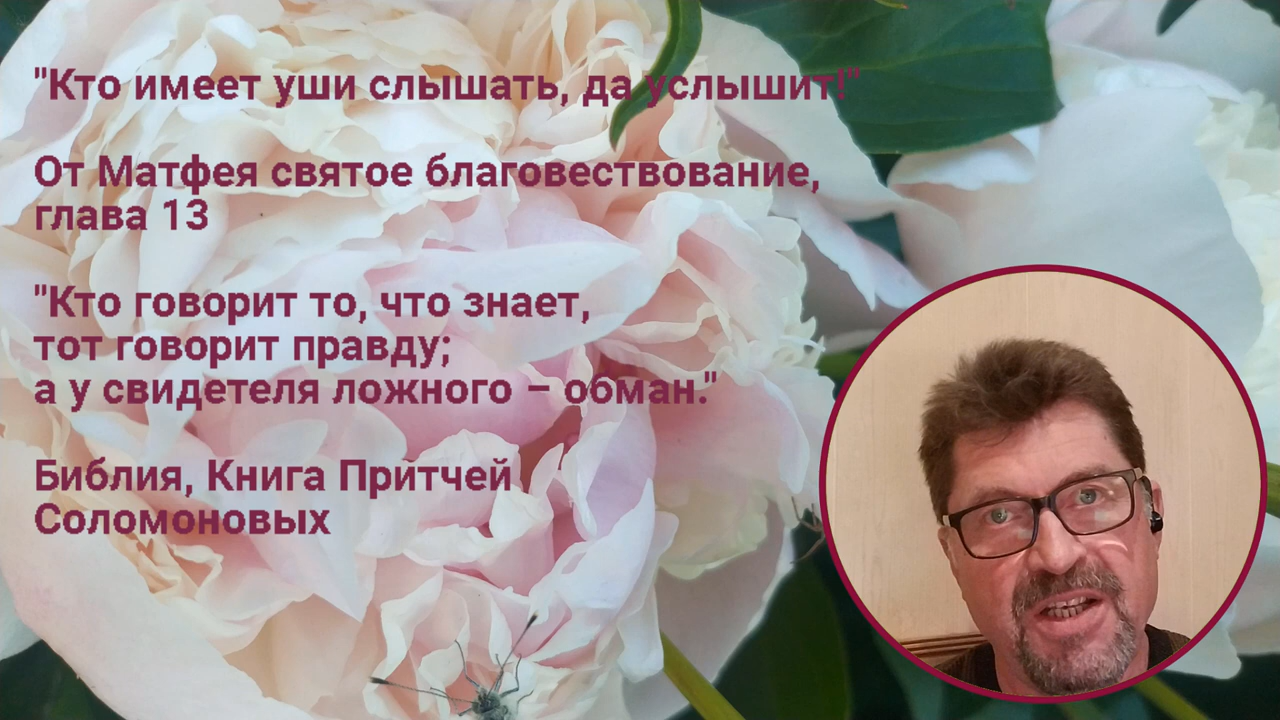 "Кто имеет уши слышать, да услышит!"
От Матфея святое благовествование,
глава 13
"Кто говорит то, что знает,
тот говорит правду;
а у свидетеля ложного – обман."
Библия, Книга Притчей
Соломоновых